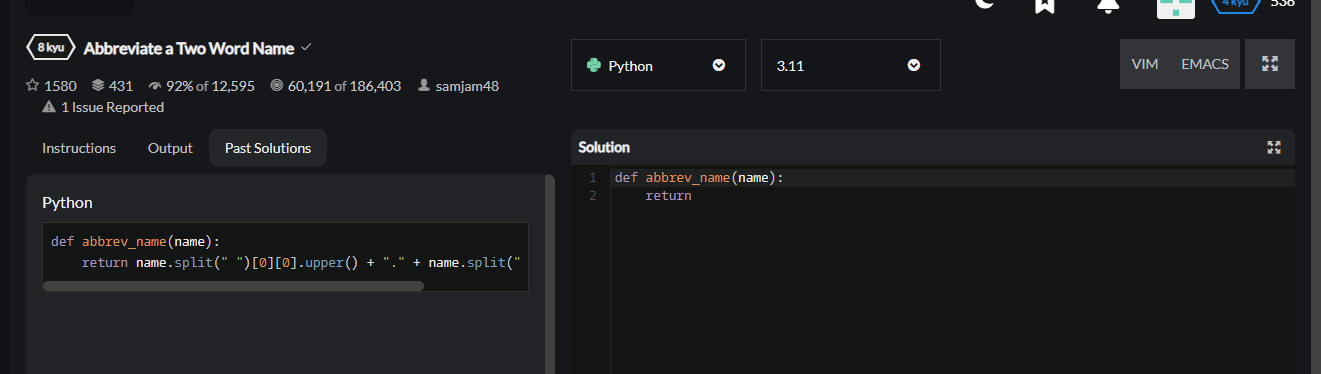 4 kyu
536
8 kyu Abbreviate a Two Word Name
1580 431 92% of 12,595 60,191 of 186,403 samjam48
1 Issue Reported
Python
3.11
VIM EMACS
Instructions Output Past Solutions
Python
def abbrev_name(name):
    return name.split(" ")[0][0].upper() + "." + name.split("
Solution
1 def abbrev_name(name):
2     return